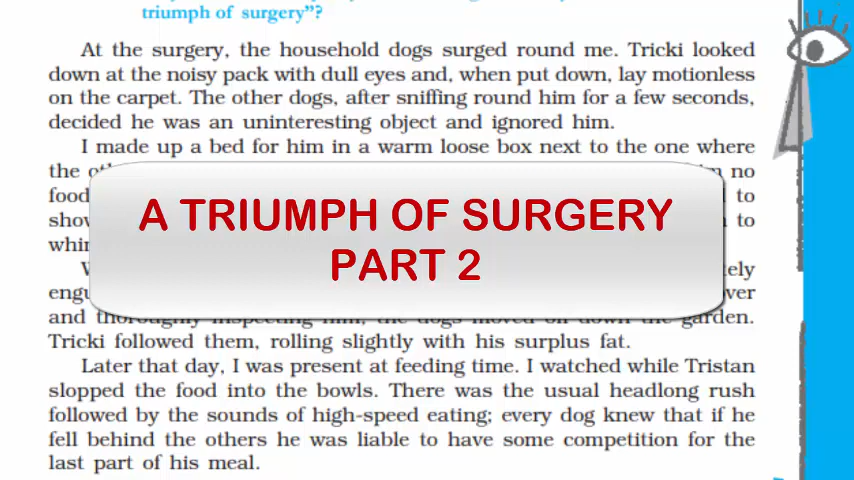 triumph of surgery"?
At the surgery, the household dogs surged round me. Tricki looked
down at the noisy pack with dull eyes and, when put down, lay motionless
on the carpet. The other dogs, after sniffing round him for a few seconds,
decided he was an uninteresting object and ignored him.
I made up a bed for him in a warm loose box next to the one where
the no
food to
to
A TRIUMPH OF SURGERY
PART 2
and thoroughly inspecting him, the dogs moved off down the garden.
Tricki followed them, rolling slightly with his surplus fat.
Later that day, I was present at feeding time. I watched while Tristan
slopped the food into the bowls. There was the usual headlong rush
followed by the sounds of high-speed eating; every dog knew that if he
fell behind the others he was liable to have some competition for the
last part of his meal.